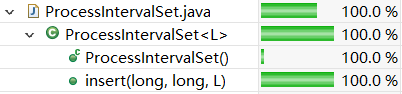 ProcessIntervalSet.java 100.0 %
ProcessIntervalSet<L> 100.0 %
ProcessIntervalSet() 100.0 %
insert(long, long, L) 100.0 %